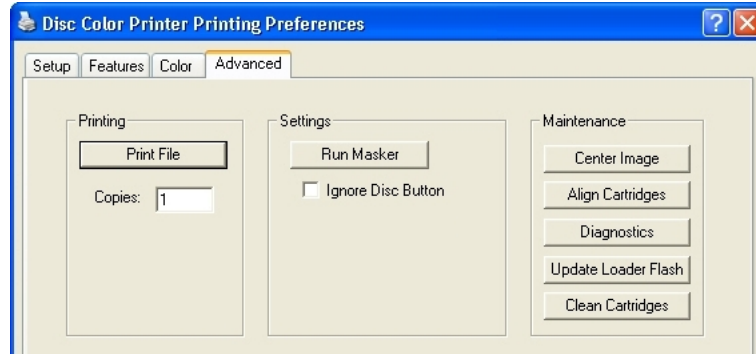 Disc Color Printer Printing Preferences
Setup Features Color Advanced
Printing
Print File
Copies: 1
Settings
Run Masker
Ignore Disc Button
Maintenance
Center Image
Align Cartridges
Diagnostics
Update Loader Flash
Clean Cartridges